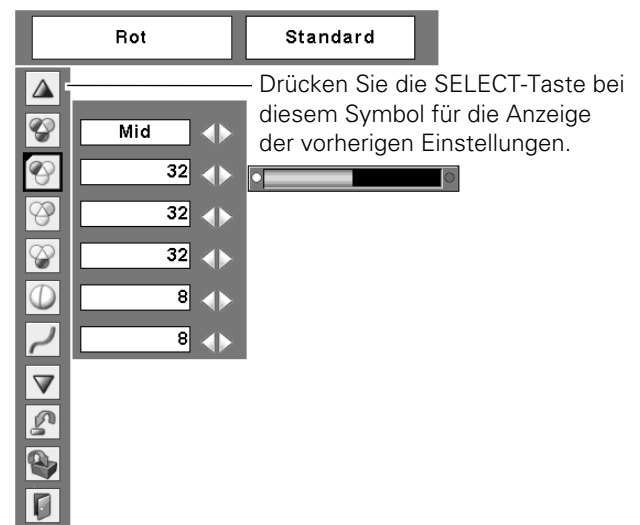 Rot
Standard
Drücken Sie die SELECT-Taste bei
diesem Symbol für die Anzeige
der vorherigen Einstellungen.
Mid
32
32
32
8
8